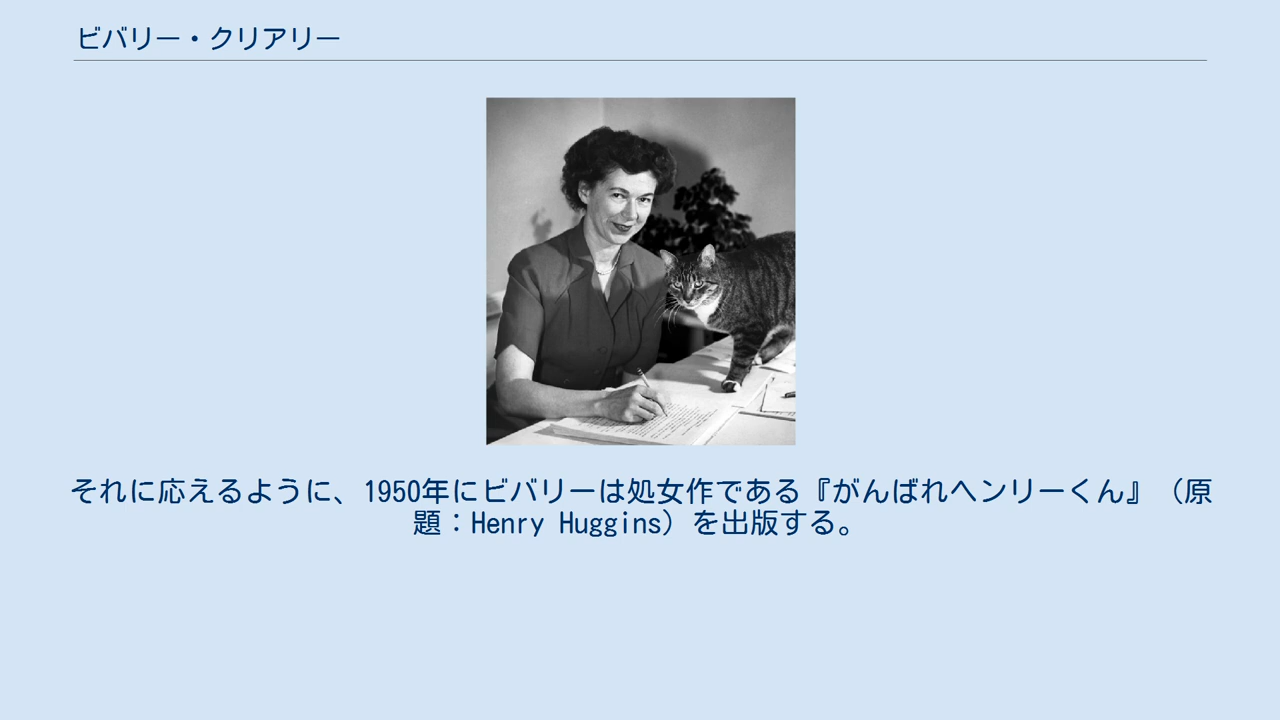 ビバリー・クリアリー
それに応えるように、1950年にビバリーは処女作である『がんばれヘンリーくん』（原
題：Henry Huggins）を出版する。